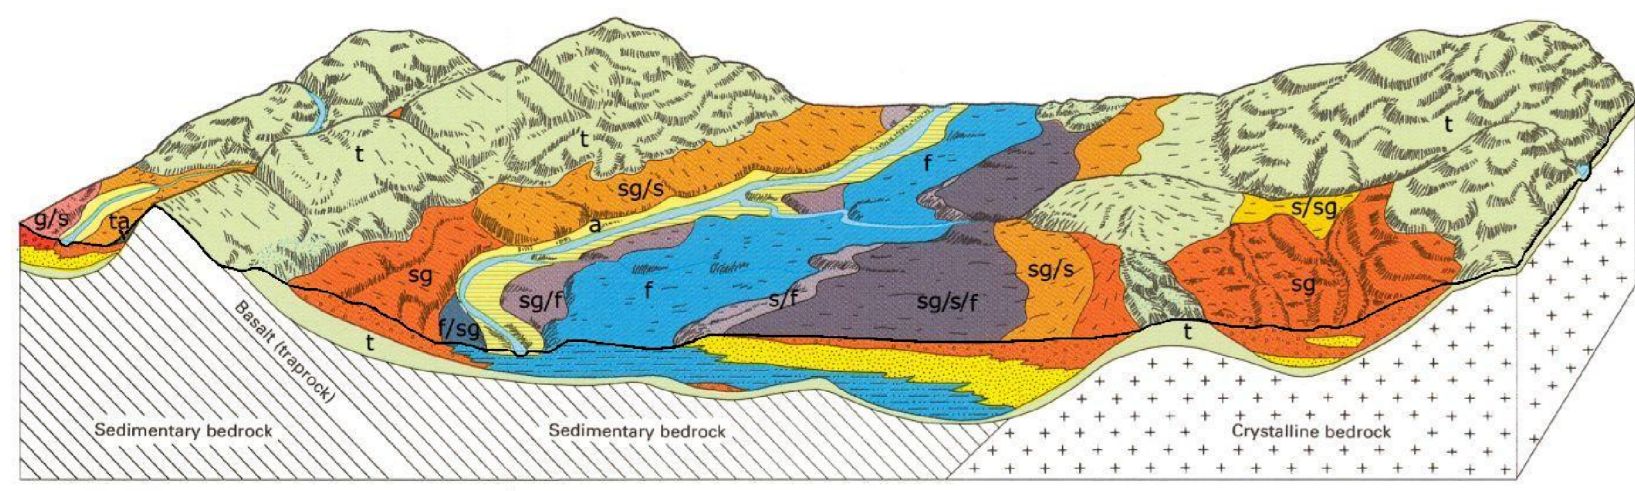 t
t
t
f
sg/s
g/s
ta
s/sg
a
sg
sg/s
sg
sg/f
f
s/f
sg/s/f
f/sg
t
t
Basalt (traprock)
Sedimentary bedrock
Sedimentary bedrock
Crystalline bedrock